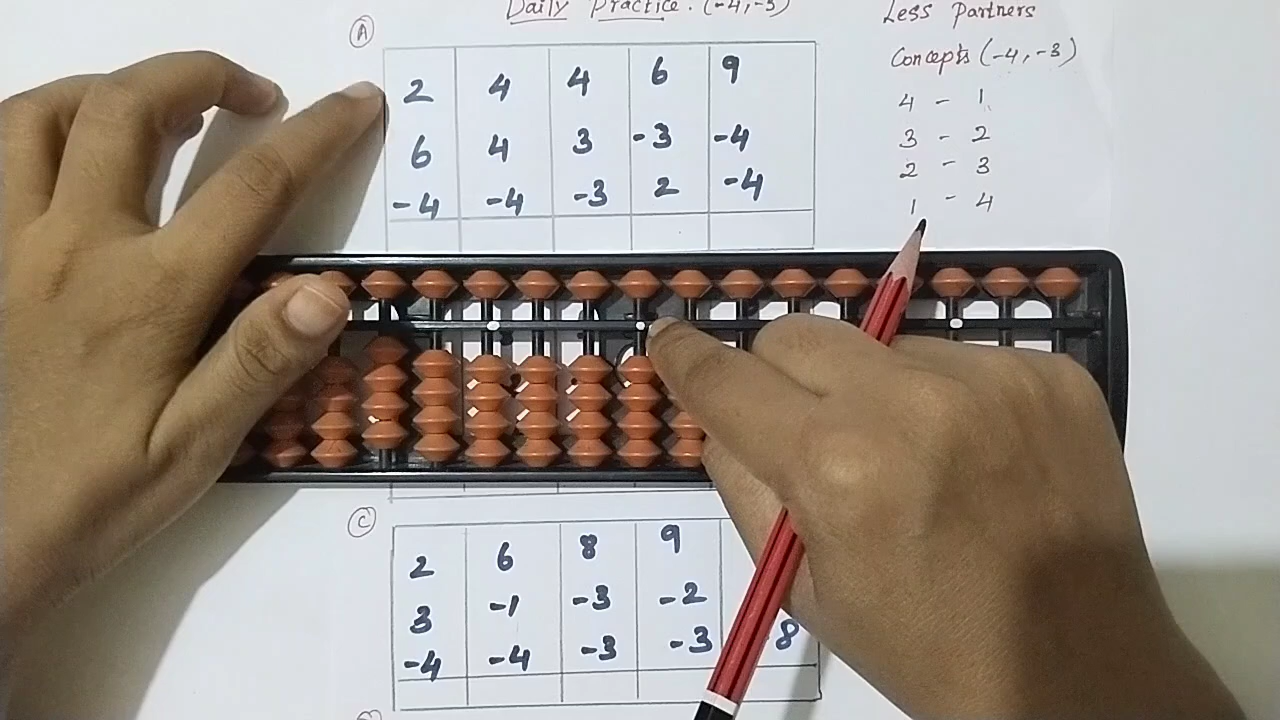 Daily Practice. (-4,-3)
Less Partners
Concepts (-4,-3)
4 - 1
3 - 2
2 - 3
1 - 4
A
2 4 4 6 9
6 4 3 -3 -4
-4 -4 -3 2 -4
C
2 6 8 9
3 -1 -3 -2
-4 -4 -3 -3 8